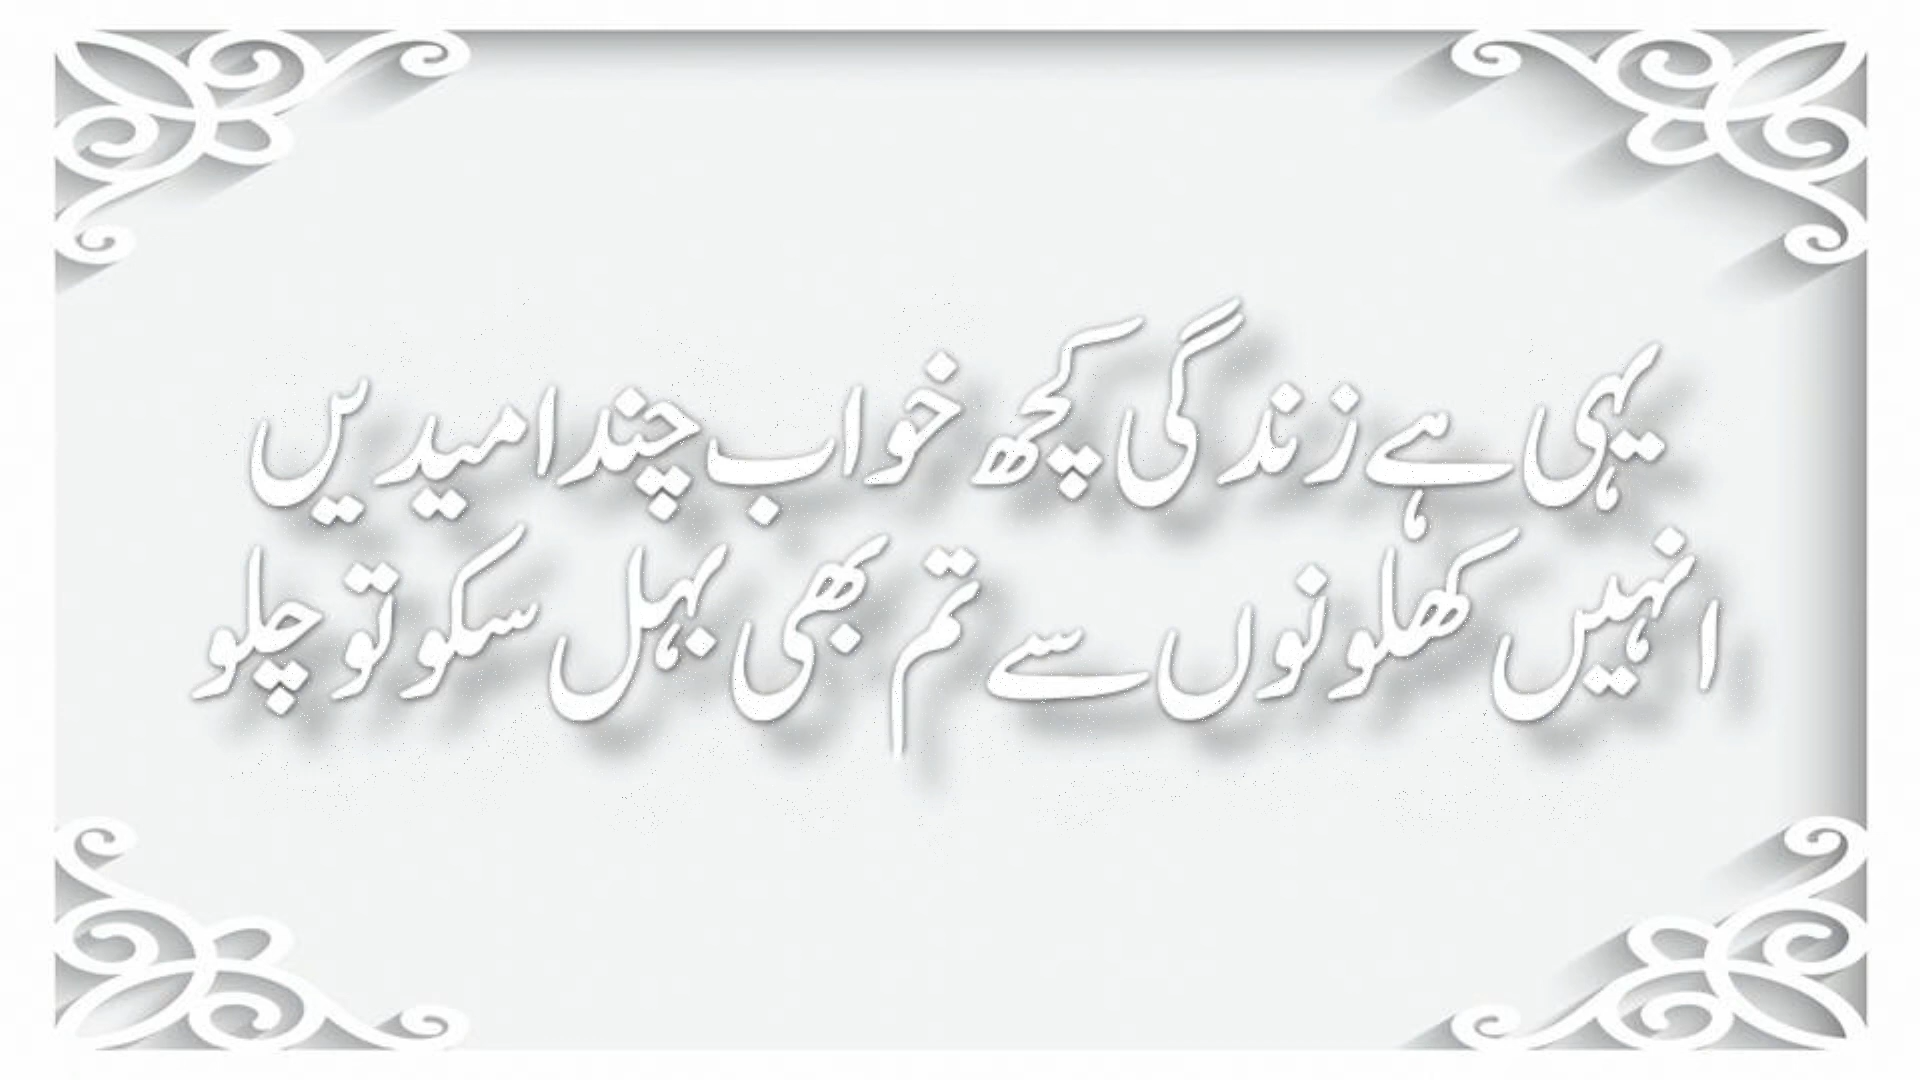 یہی ہے زندگی کچھ خواب چند امیدیں
انہیں کھلونوں سے تم بھی بہل سکو تو چلو